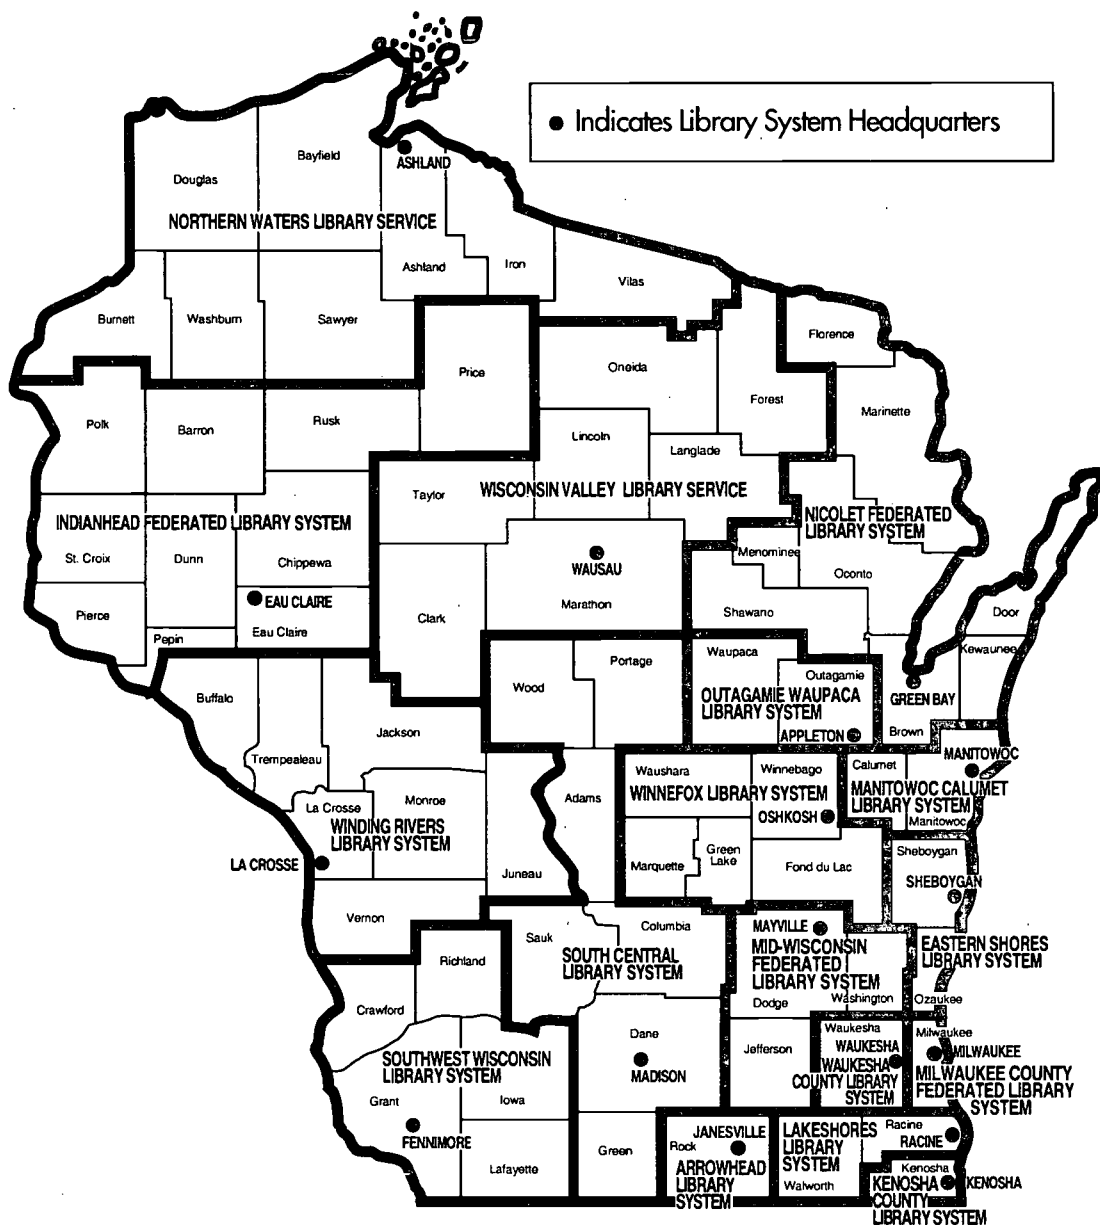 ● Indicates Library System Headquarters
ASHLAND
Bayfield
Douglas
NORTHERN WATERS LIBRARY SERVICE
Ashland
Iron
Vilas
Burnett
Washburn
Sawyer
Florence
Price
Oneida
Forest
Marinette
Polk
Barron
Rusk
Lincoln
Langlade
Taylor
WISCONSIN VALLEY LIBRARY SERVICE
INDIANHEAD FEDERATED LIBRARY SYSTEM
NICOLET FEDERATED
LIBRARY SYSTEM
St. Croix
Dunn
Chippewa
WAUSAU
Menominee
Oconto
EAU CLAIRE
Marathon
Pierce
Clark
Shawano
Door
Pepin
Eau Claire
Kewaunee
Waupaca
Portage
Wood
Outagamie
Buffalo
OUTAGAMIE WAUPACA
LIBRARY SYSTEM
GREEN BAY
Jackson
APPLETON
Brown
Trempealeau
MANITOWOC
Calumet
Waushara
Winnebago
WINNEFOX LIBRARY SYSTEM
MANITOWOC CALUMET
LIBRARY SYSTEM
Adams
La Crosse
Monroe
OSHKOSH
Manitowoc
WINDING RIVERS
LIBRARY SYSTEM
Green
Lake
Sheboygan
LA CROSSE
Marquette
Fond du Lac
Juneau
SHEBOYGAN
Vernon
Columbia
MAYVILLE
Sauk
MID-WISCONSIN
FEDERATED
LIBRARY SYSTEM
EASTERN SHORES
LIBRARY SYSTEM
Richland
SOUTH CENTRAL
LIBRARY SYSTEM
Dodge
Washington
Ozaukee
Crawford
Dane
Jefferson
Waukesha
Milwaukee
WAUKESHA
MILWAUKEE
SOUTHWEST WISCONSIN
LIBRARY SYSTEM
MADISON
WAUKESHA
COUNTY LIBRARY
SYSTEM
MILWAUKEE COUNTY
FEDERATED LIBRARY
SYSTEM
Grant
Iowa
FENNIMORE
JANESVILLE
LAKESHORES
LIBRARY
SYSTEM
Racine
RACINE
Green
Rock
ARROWHEAD
LIBRARY
SYSTEM
Lafayette
Walworth
Kenosha
KENOSHA
KENOSHA
COUNTY
LIBRARY SYSTEM